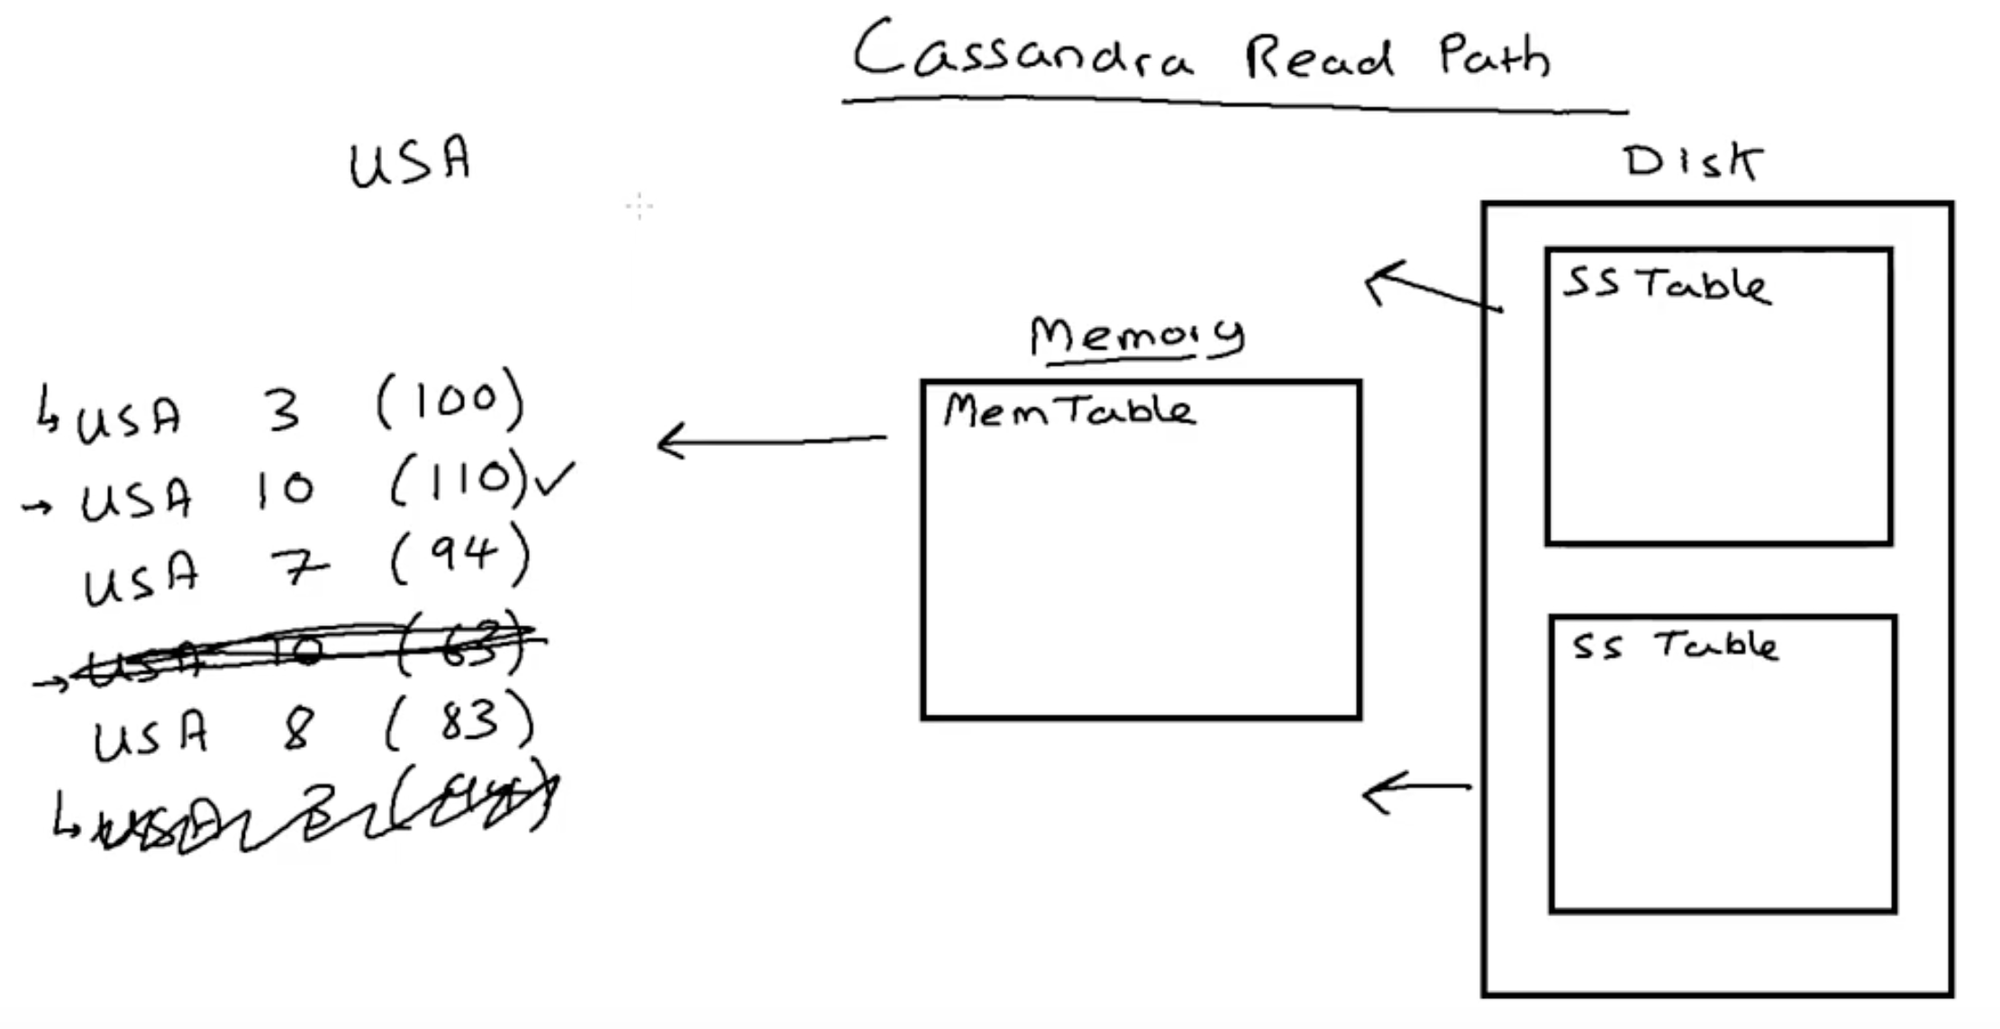 Cassandra Read Path
USA
Disk
SS Table
Memory
MemTable
USA 3 (100)
USA 10 (110) ✓
USA 7 (94)
USA 10 (63)
USA 8 (83)
USA 3
SS Table